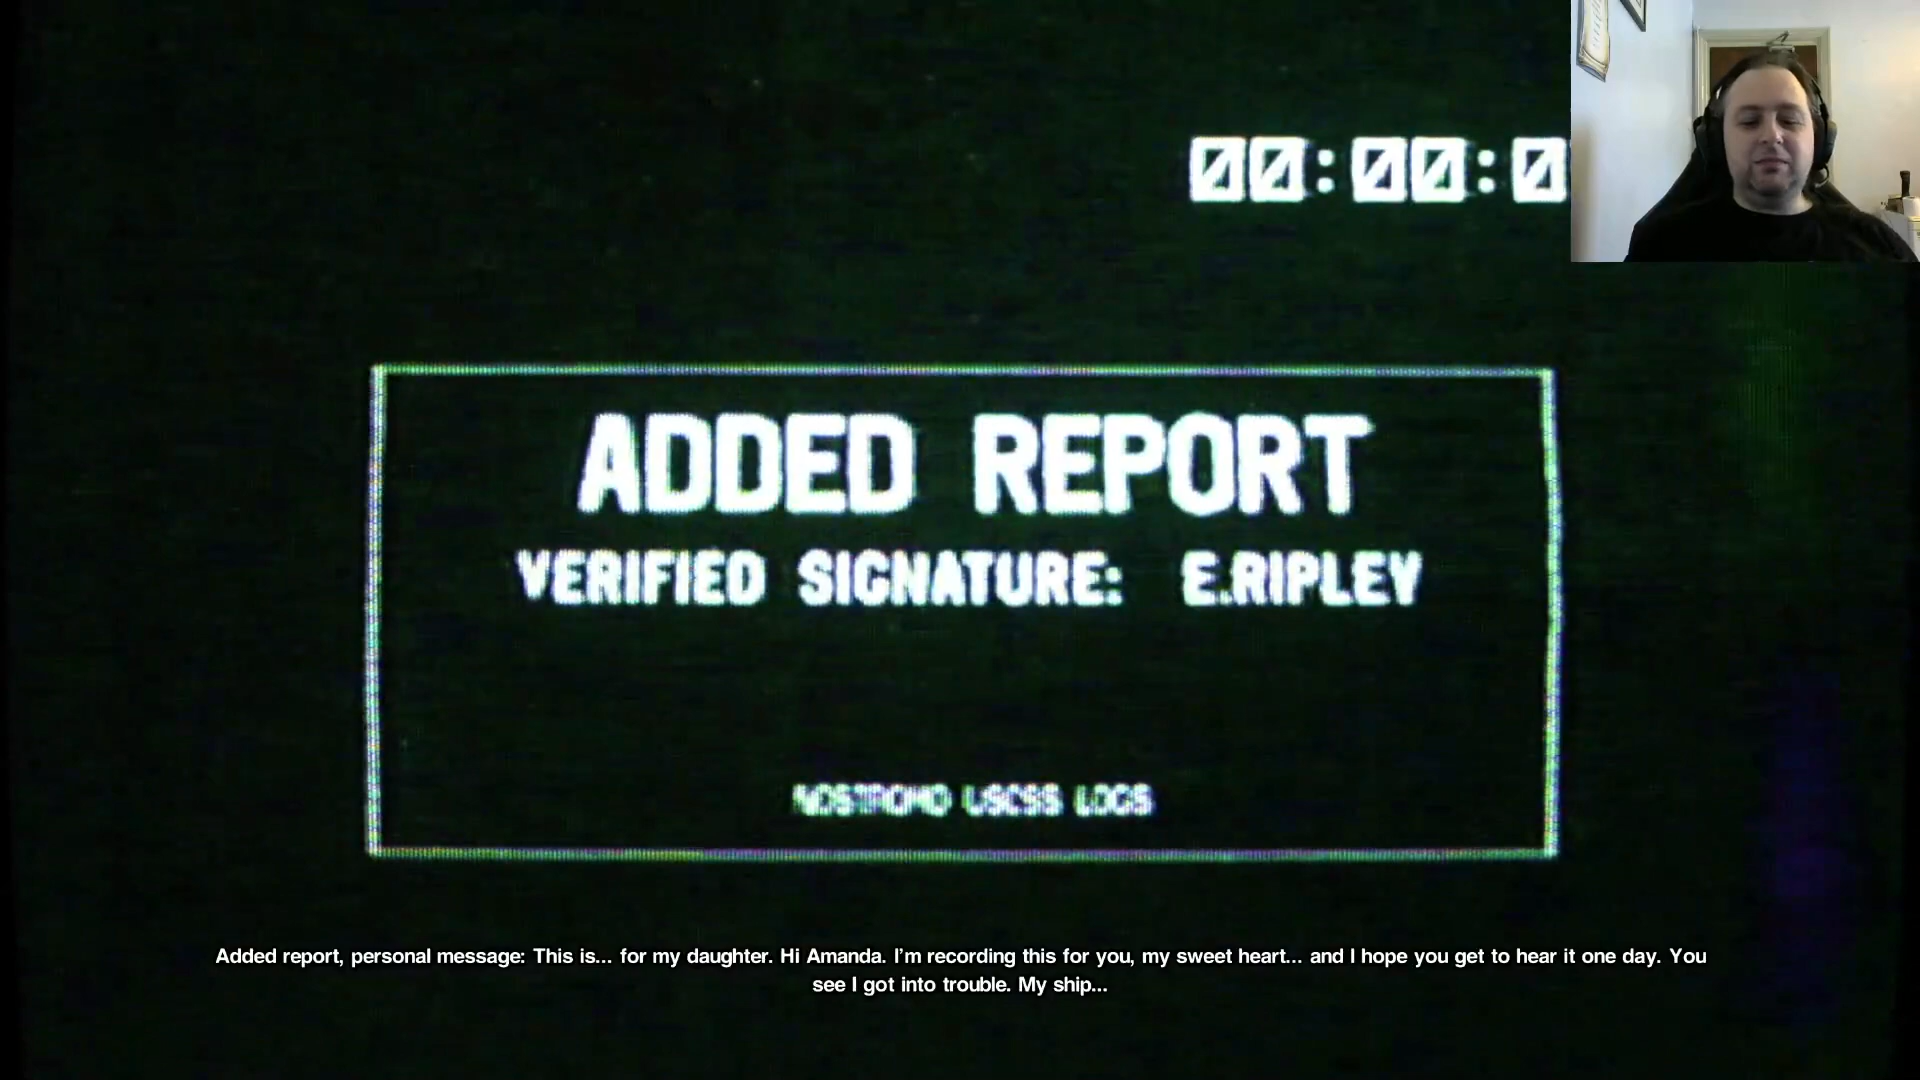 00:00:0
ADDED REPORT
VERIFIED SIGNATURE: E.RIPLEY
NOSTROMO USCSS LOGS
Added report, personal message: This is... for my daughter. Hi Amanda. I'm recording this for you, my sweet heart... and I hope you get to hear it one day. You
see I got into trouble. My ship...